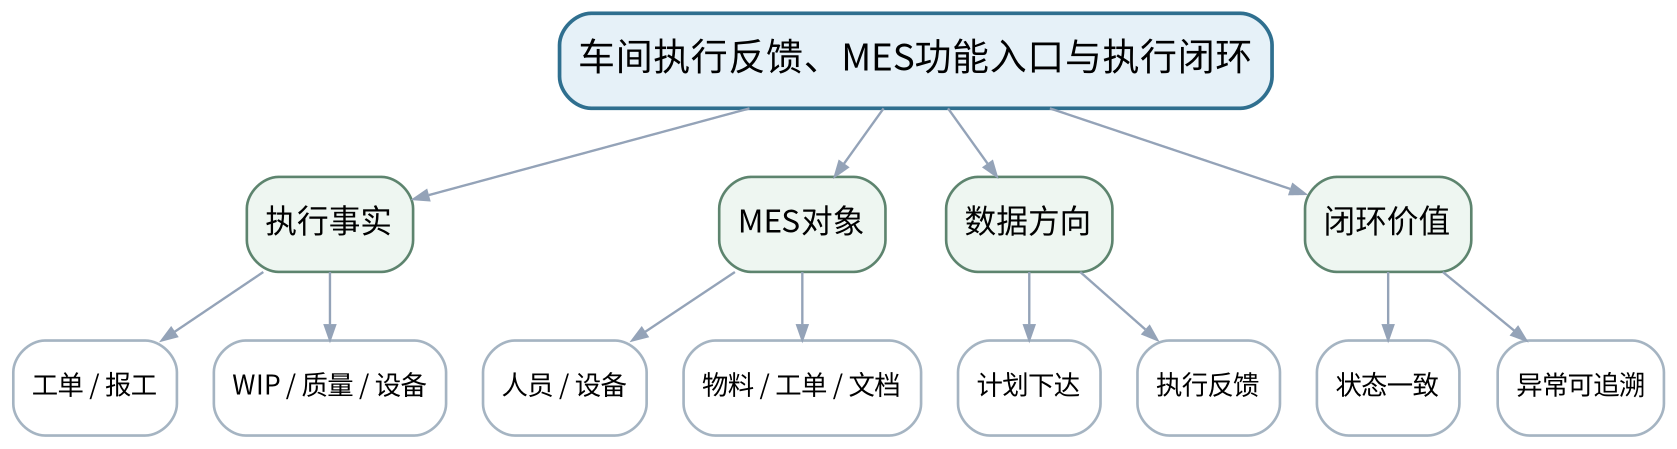 车间执行反馈、MES功能入口与执行闭环
执行事实
MES对象
数据方向
闭环价值
工单 / 报工
WIP / 质量 / 设备
人员 / 设备
物料 / 工单 / 文档
计划下达
执行反馈
状态一致
异常可追溯